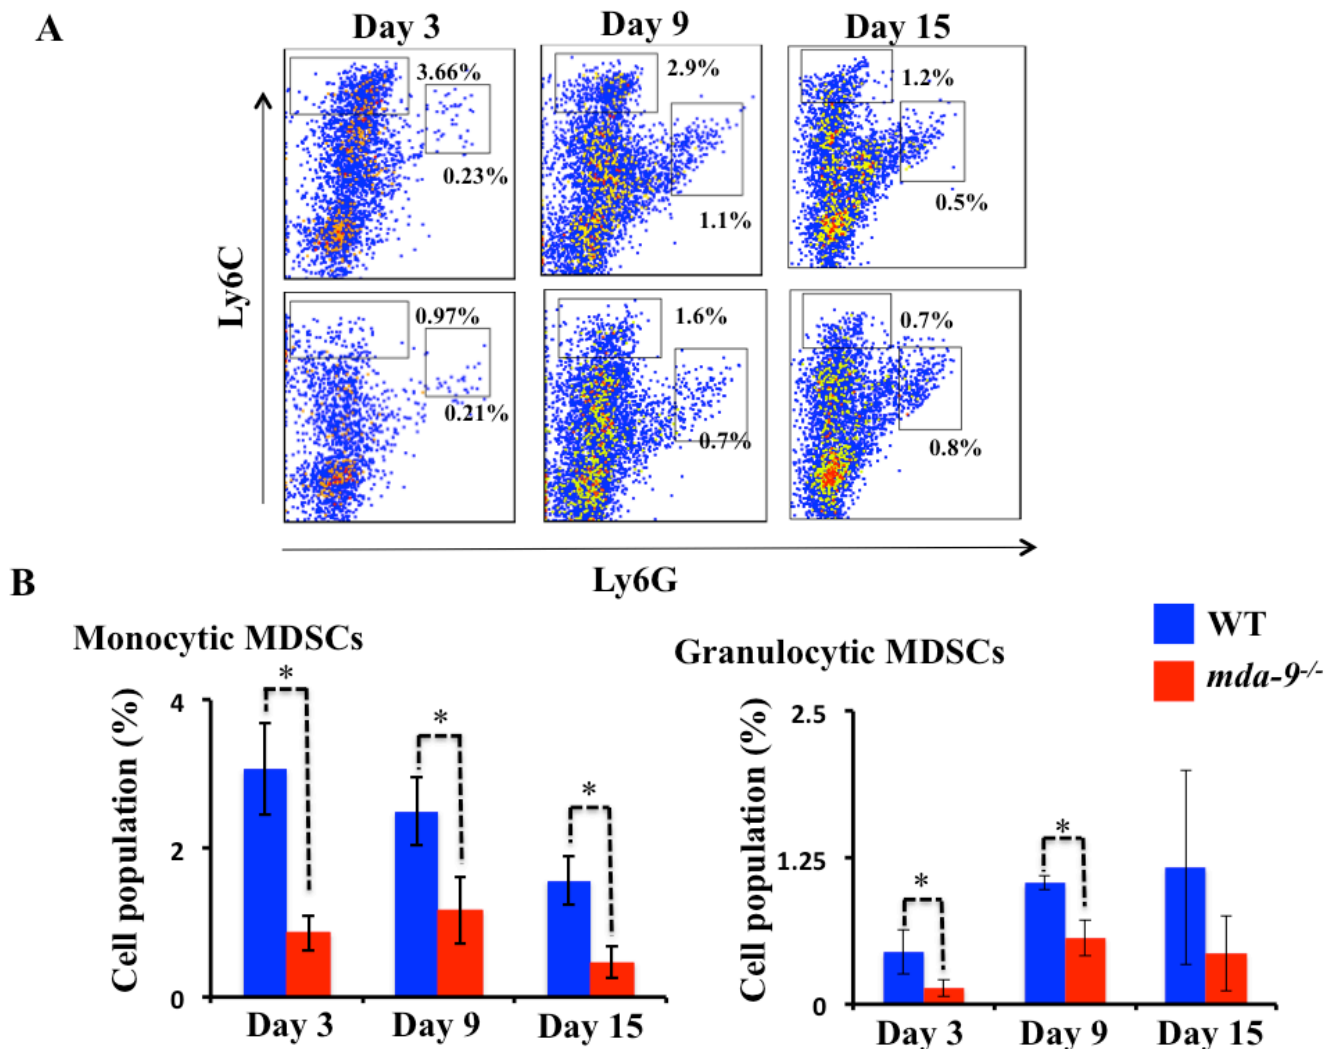 A
Day 3 Day 9 Day 15
3.66% 2.9% 1.2%
0.23% 1.1% 0.5%
Ly6C
0.97% 1.6% 0.7%
0.21% 0.7% 0.8%
Ly6G
B
WT
mda-9-/-
Monocytic MDSCs
*
*
*
4
2
0
Cell population (%)
Day 3 Day 9 Day 15
Granulocytic MDSCs
*
*
2.5
1.25
0
Cell population (%)
Day 3 Day 9 Day 15